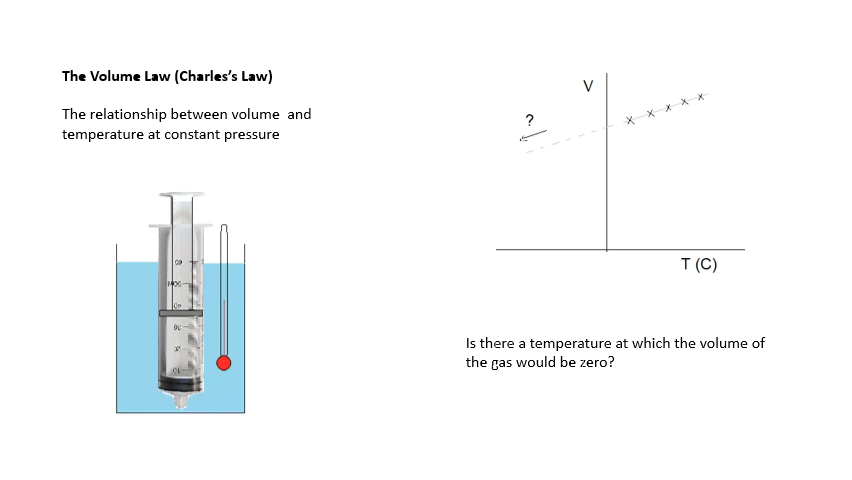 The Volume Law (Charles's Law)
The relationship between volume and
temperature at constant pressure
V
?
T (C)
Is there a temperature at which the volume of
the gas would be zero?